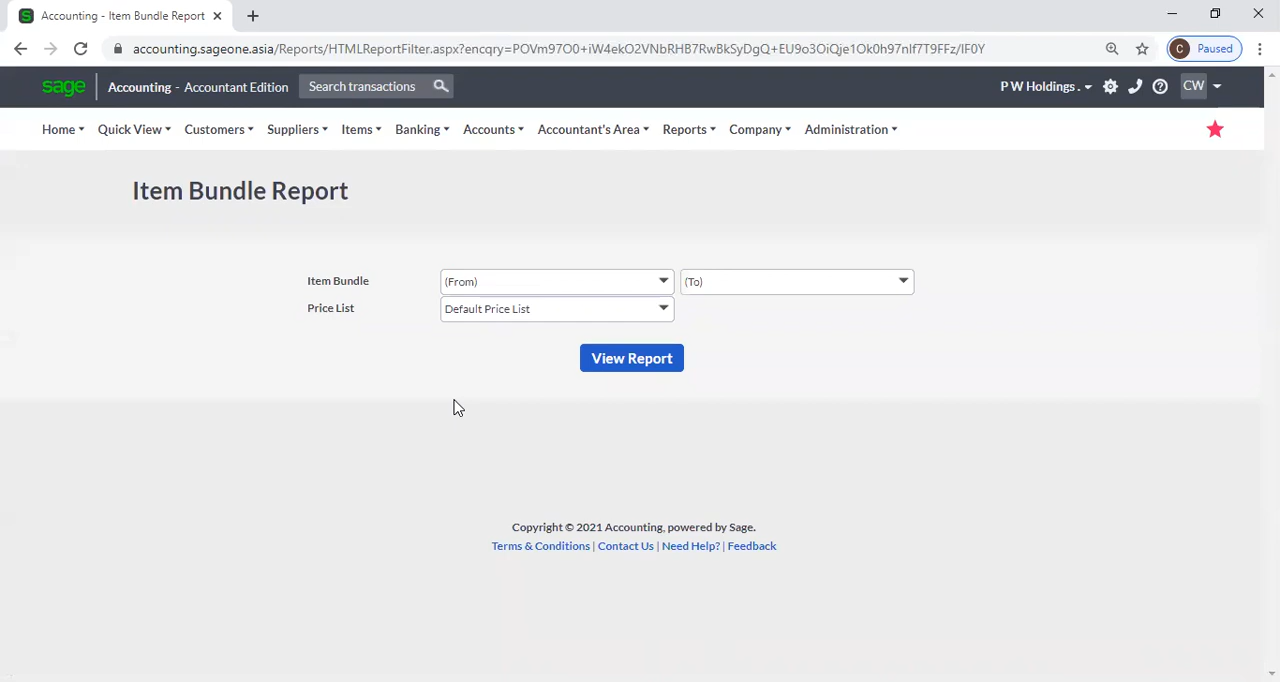 Accounting - Item Bundle Report
accounting.sageone.asia/Reports/HTMLReportFilter.aspx?encqry=POVm97O0+iW4ekO2VNbRHB7RwBkSyDgQ+EU9o3OiQje1Ok0h97nIf7T9FFz/IF0Y
C Paused
sage Accounting - Accountant Edition Search transactions P W Holdings . CW
Home Quick View Customers Suppliers Items Banking Accounts Accountant's Area Reports Company Administration
Item Bundle Report
Item Bundle (From) (To)
Price List Default Price List
View Report
Copyright © 2021 Accounting, powered by Sage.
Terms & Conditions | Contact Us | Need Help? | Feedback